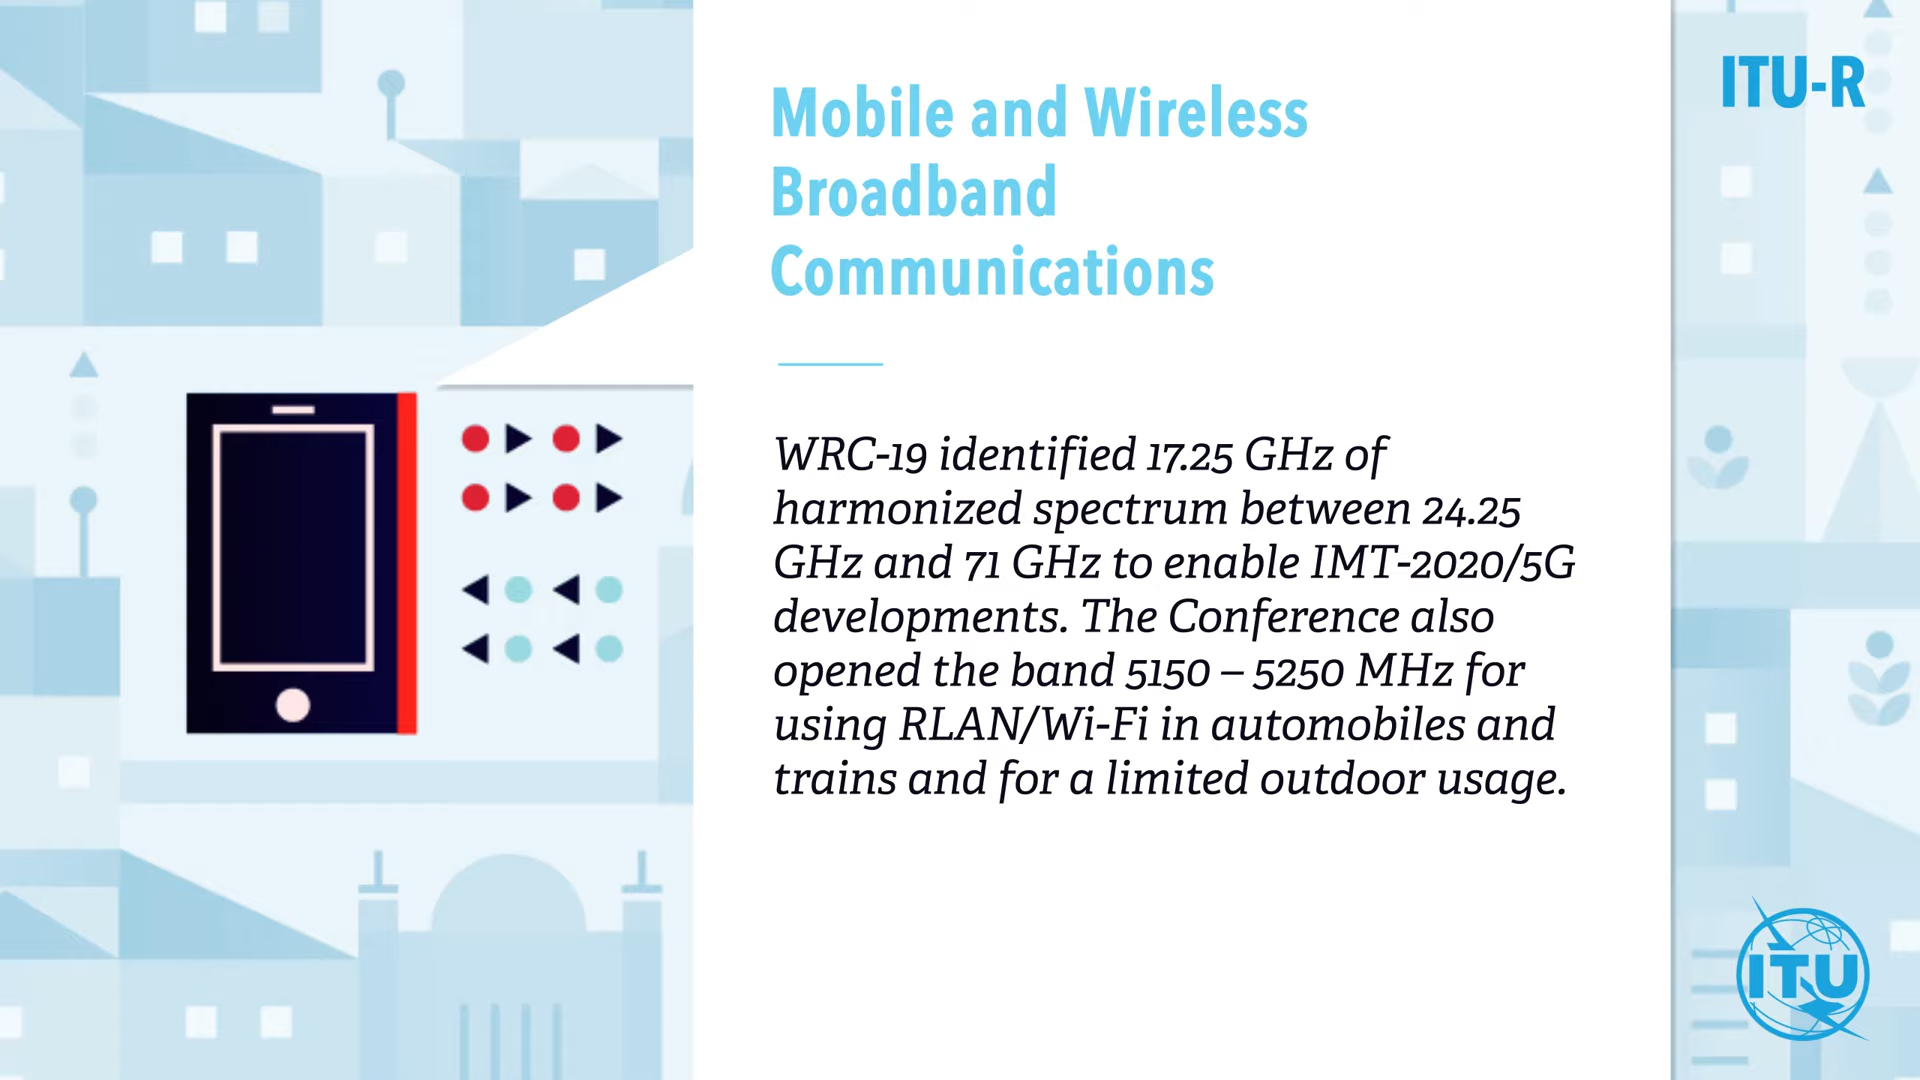 Mobile and Wireless
Broadband
Communications
WRC-19 identified 17.25 GHz of
harmonized spectrum between 24.25
GHz and 71 GHz to enable IMT-2020/5G
developments. The Conference also
opened the band 5150 – 5250 MHz for
using RLAN/Wi-Fi in automobiles and
trains and for a limited outdoor usage.
ITU-R
ITU